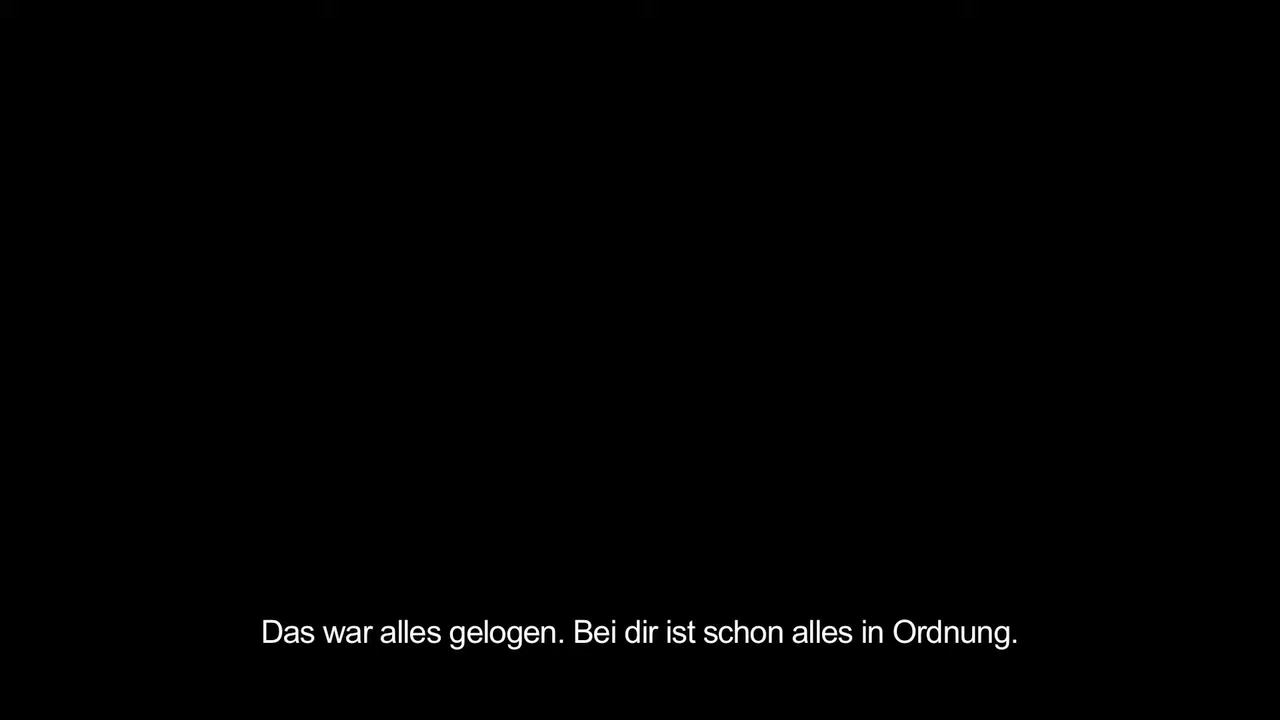 Das war alles gelogen. Bei dir ist schon alles in Ordnung.